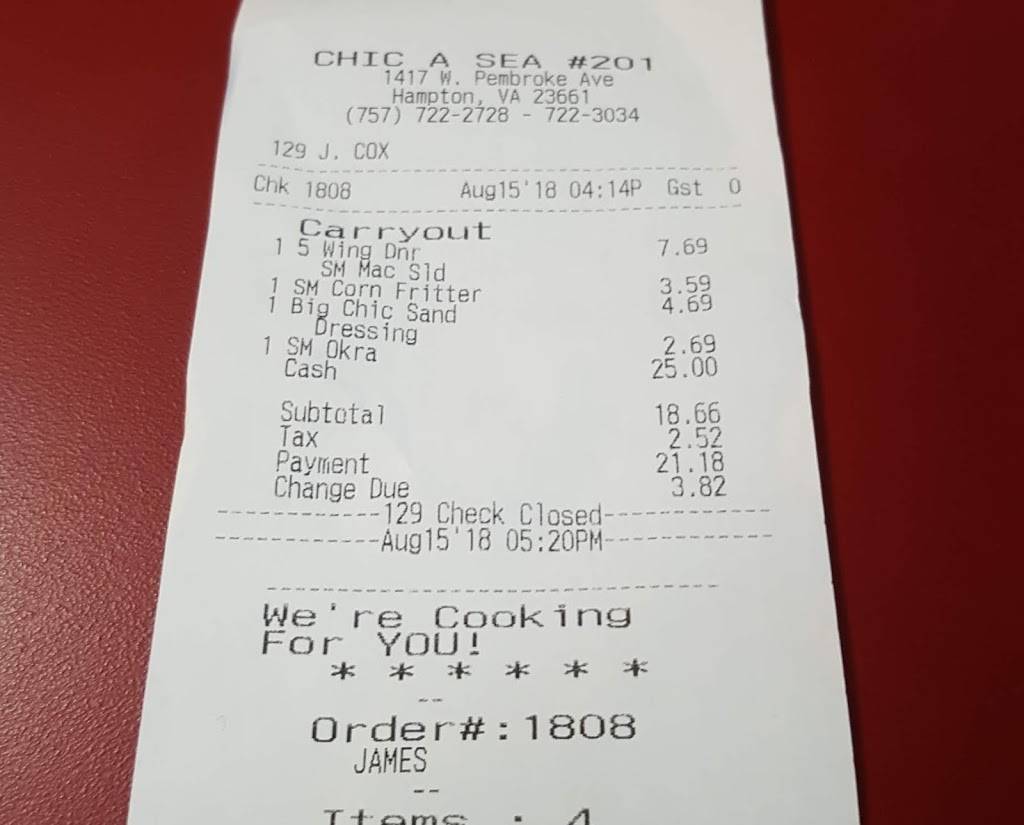 CHIC A SEA #201
1417 W. Pembroke Ave
Hampton, VA 23661
(757) 722-2728 - 722-3034
129 J. COX
Chk 1808 Aug15'18 04:14P Gst 0
Carryout
1 5 Wing Dnr 7.69
SM Mac Sld
1 SM Corn Fritter 3.59
1 Big Chic Sand 4.69
Dressing
1 SM Okra 2.69
Cash 25.00
Subtotal 18.66
Tax 2.52
Payment 21.18
Change Due 3.82
------------129 Check Closed------------
------------Aug15'18 05:20PM------------
We're Cooking
For YOU!
* * * * * *
--
Order#:1808
JAMES
--
Items : 4